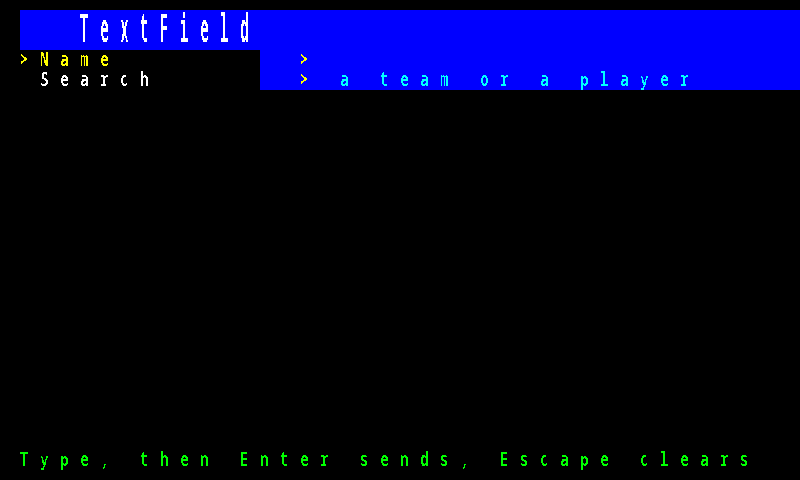 TextField
> Name >
Search > a team or a player
Type, then Enter sends, Escape clears